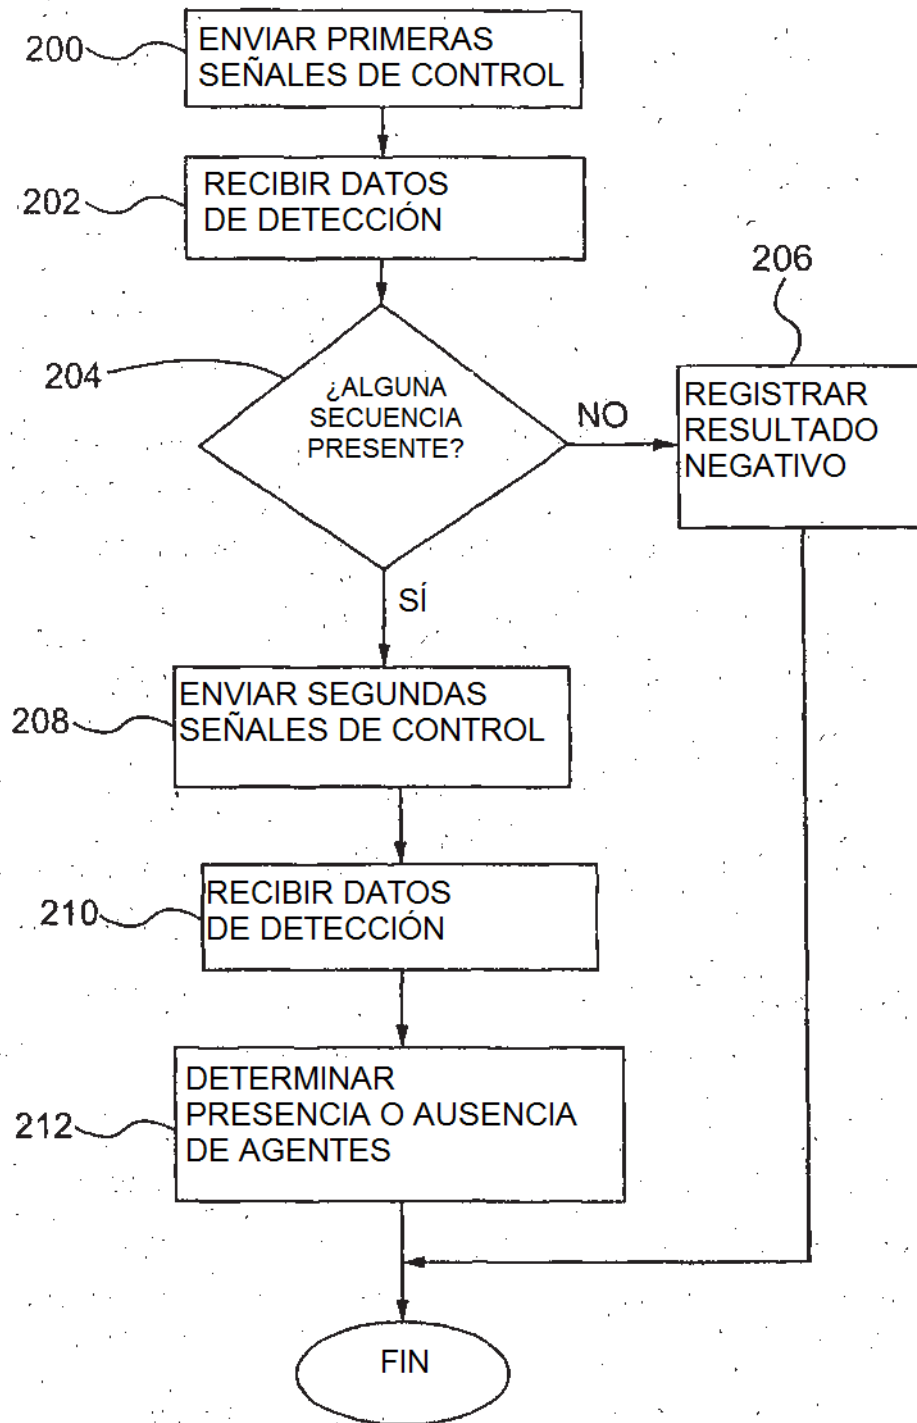 200
ENVIAR PRIMERAS
SEÑALES DE CONTROL
202
RECIBIR DATOS
DE DETECCIÓN
206
204
¿ALGUNA
SECUENCIA
PRESENTE?
NO
REGISTRAR
RESULTADO
NEGATIVO
SÍ
208
ENVIAR SEGUNDAS
SEÑALES DE CONTROL
210
RECIBIR DATOS
DE DETECCIÓN
212
DETERMINAR
PRESENCIA O AUSENCIA
DE AGENTES
FIN